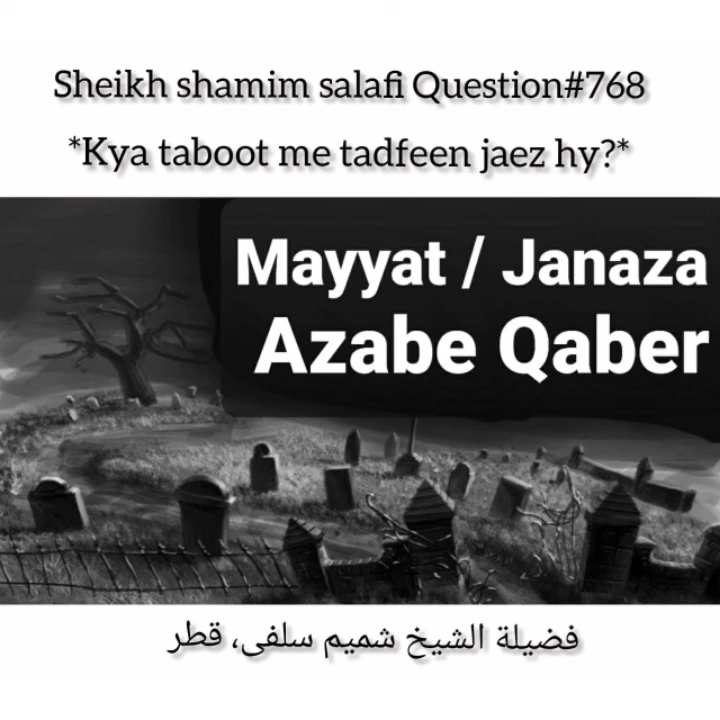 Sheikh shamim salafi Question#768
*Kya taboot me tadfeen jaez hy?*
Mayyat / Janaza
Azabe Qaber
فضیلة الشیخ شمیم سلفی، قطر